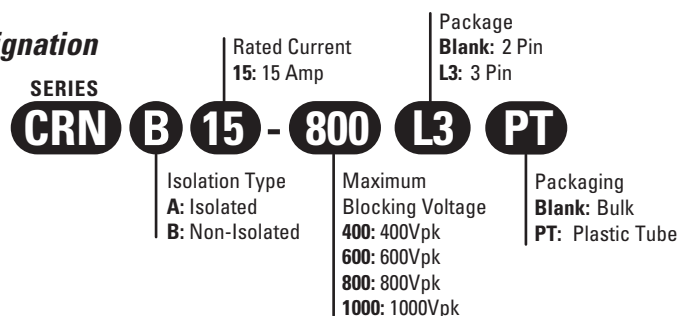 ignation
Package
Blank: 2 Pin
L3: 3 Pin
Rated Current
15: 15 Amp
SERIES
CRN B 15 - 800 L3 PT
Isolation Type
A: Isolated
B: Non-Isolated
Maximum
Blocking Voltage
400: 400Vpk
600: 600Vpk
800: 800Vpk
1000: 1000Vpk
Packaging
Blank: Bulk
PT: Plastic Tube